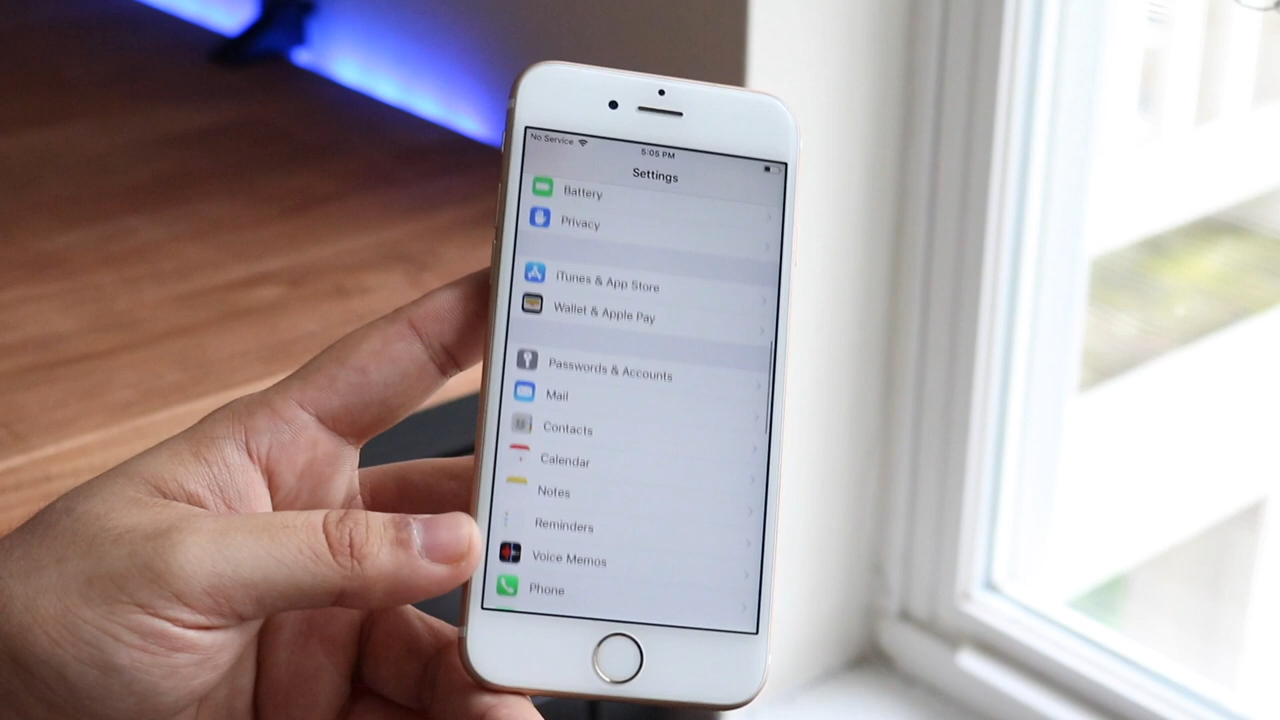 No Service
5:05 PM
Settings
Battery
Privacy
iTunes & App Store
Wallet & Apple Pay
Passwords & Accounts
Mail
Contacts
Calendar
Notes
Reminders
Voice Memos
Phone